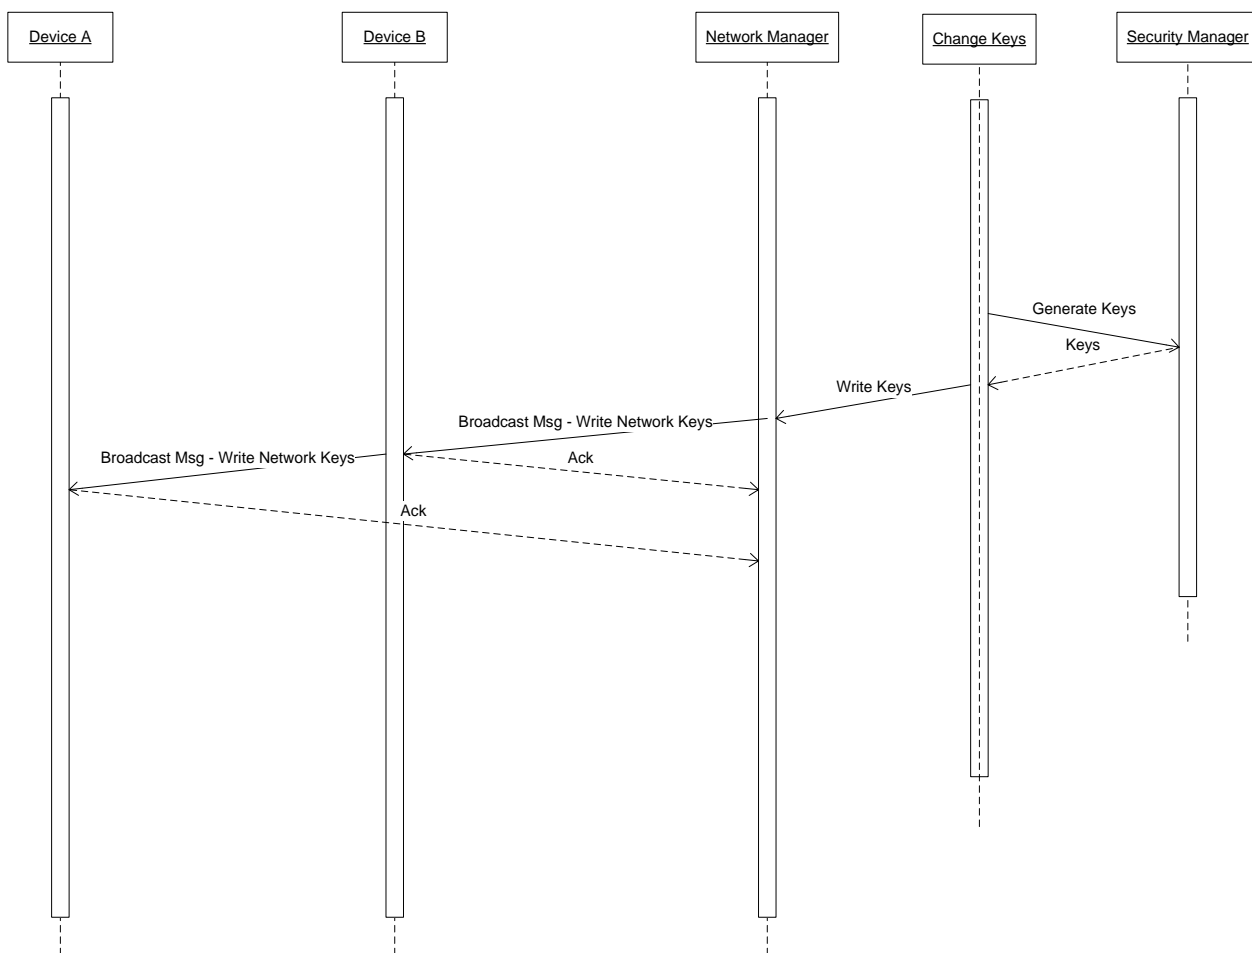 Device A
Device B
Network Manager
Change Keys
Security Manager
Generate Keys
Keys
Write Keys
Broadcast Msg - Write Network Keys
Broadcast Msg - Write Network Keys
Ack
Ack